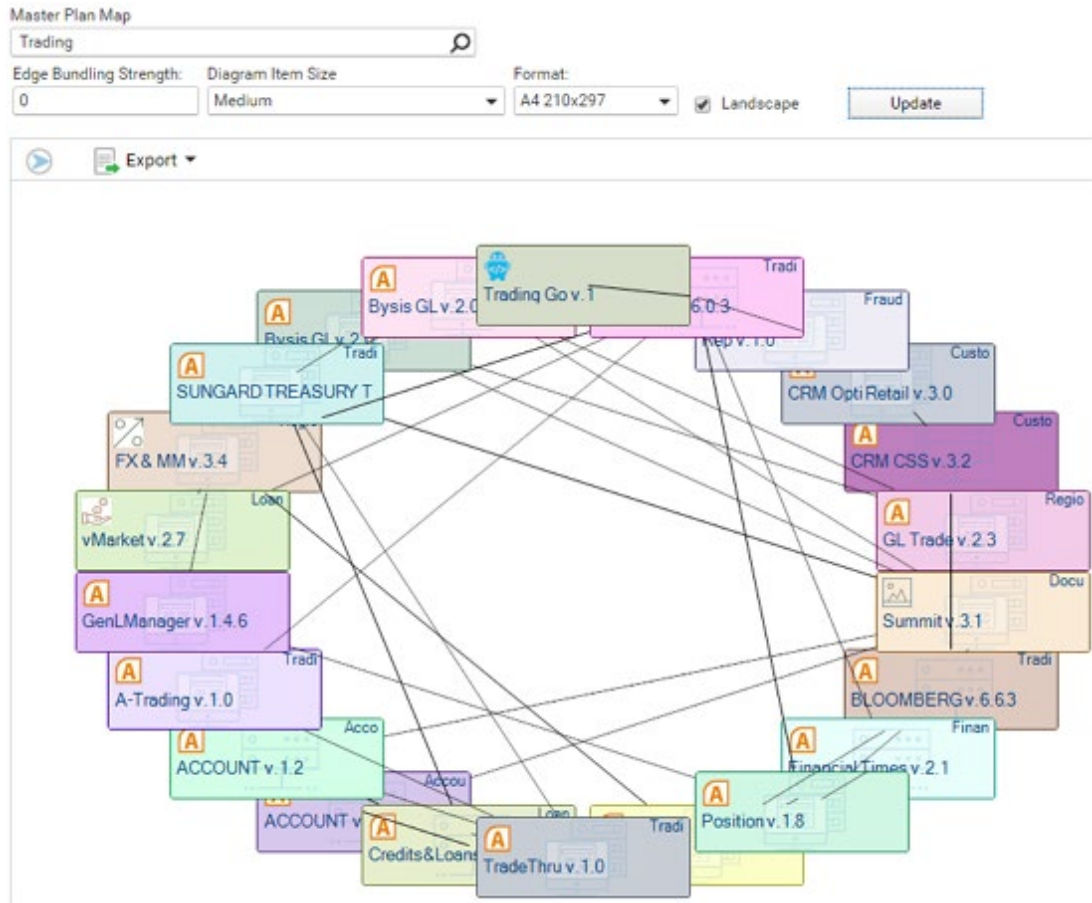 Master Plan Map
Trading
Edge Bundling Strength: Diagram Item Size Format:
0 Medium A4 210x297 Landscape Update
Export
Trading Go v.1
Tradi
Bysis GL v.2.0
6.0.3
Fraud
Rep v.1.0
Bysis GL v.2
Tradi
SUNGARD TREASURY T
Custo
CRM Opti Retail v.3.0
Custo
CRM CSS v.3.2
FX & MM v.3.4
Loan
vMarket v.2.7
Regio
GL Trade v.2.3
GenLManager v.1.4.6
Docu
Summit v.3.1
Tradi
A-Trading v.1.0
Tradi
BLOOMBERG v.6.6.3
Acco
ACCOUNT v.1.2
Finan
Financial Times v.2.1
Accou
ACCOUNT v
Loan
Credits&Loans
Tradi
TradeThru v.1.0
Position v.1.8